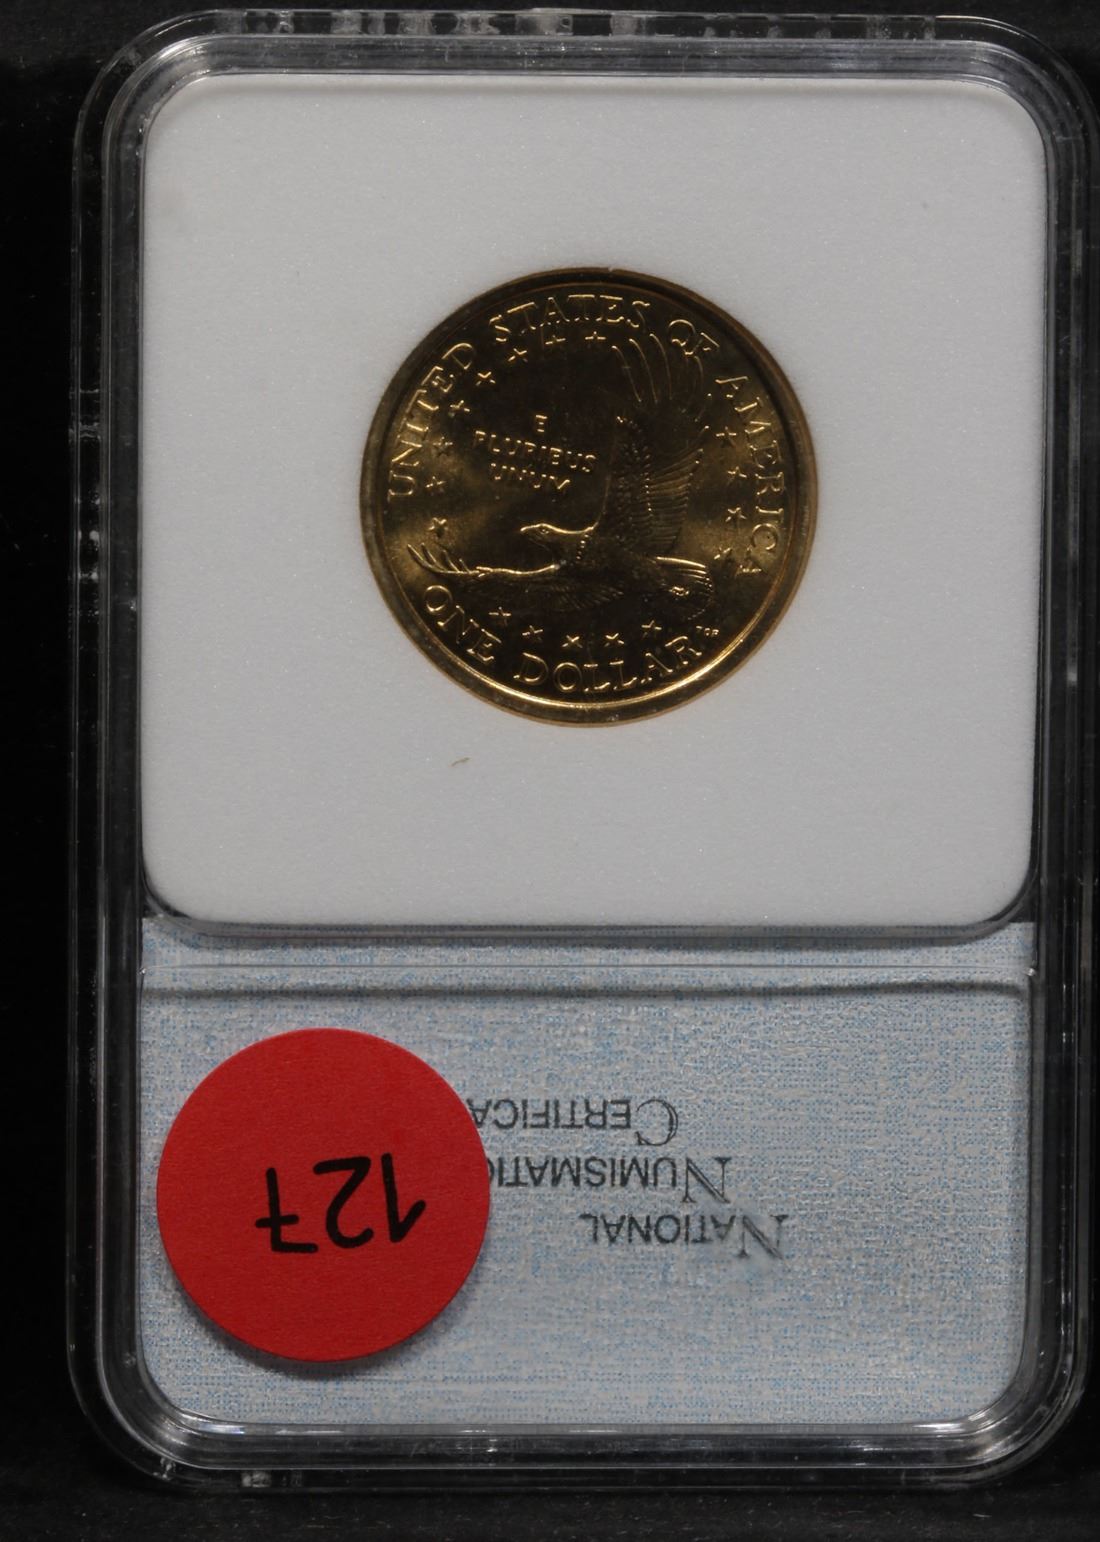 UNITED STATES OF AMERICA
E
PLURIBUS
UNUM
ONE DOLLAR
NATIONAL
NUMISMATIC
CERTIFICA
127